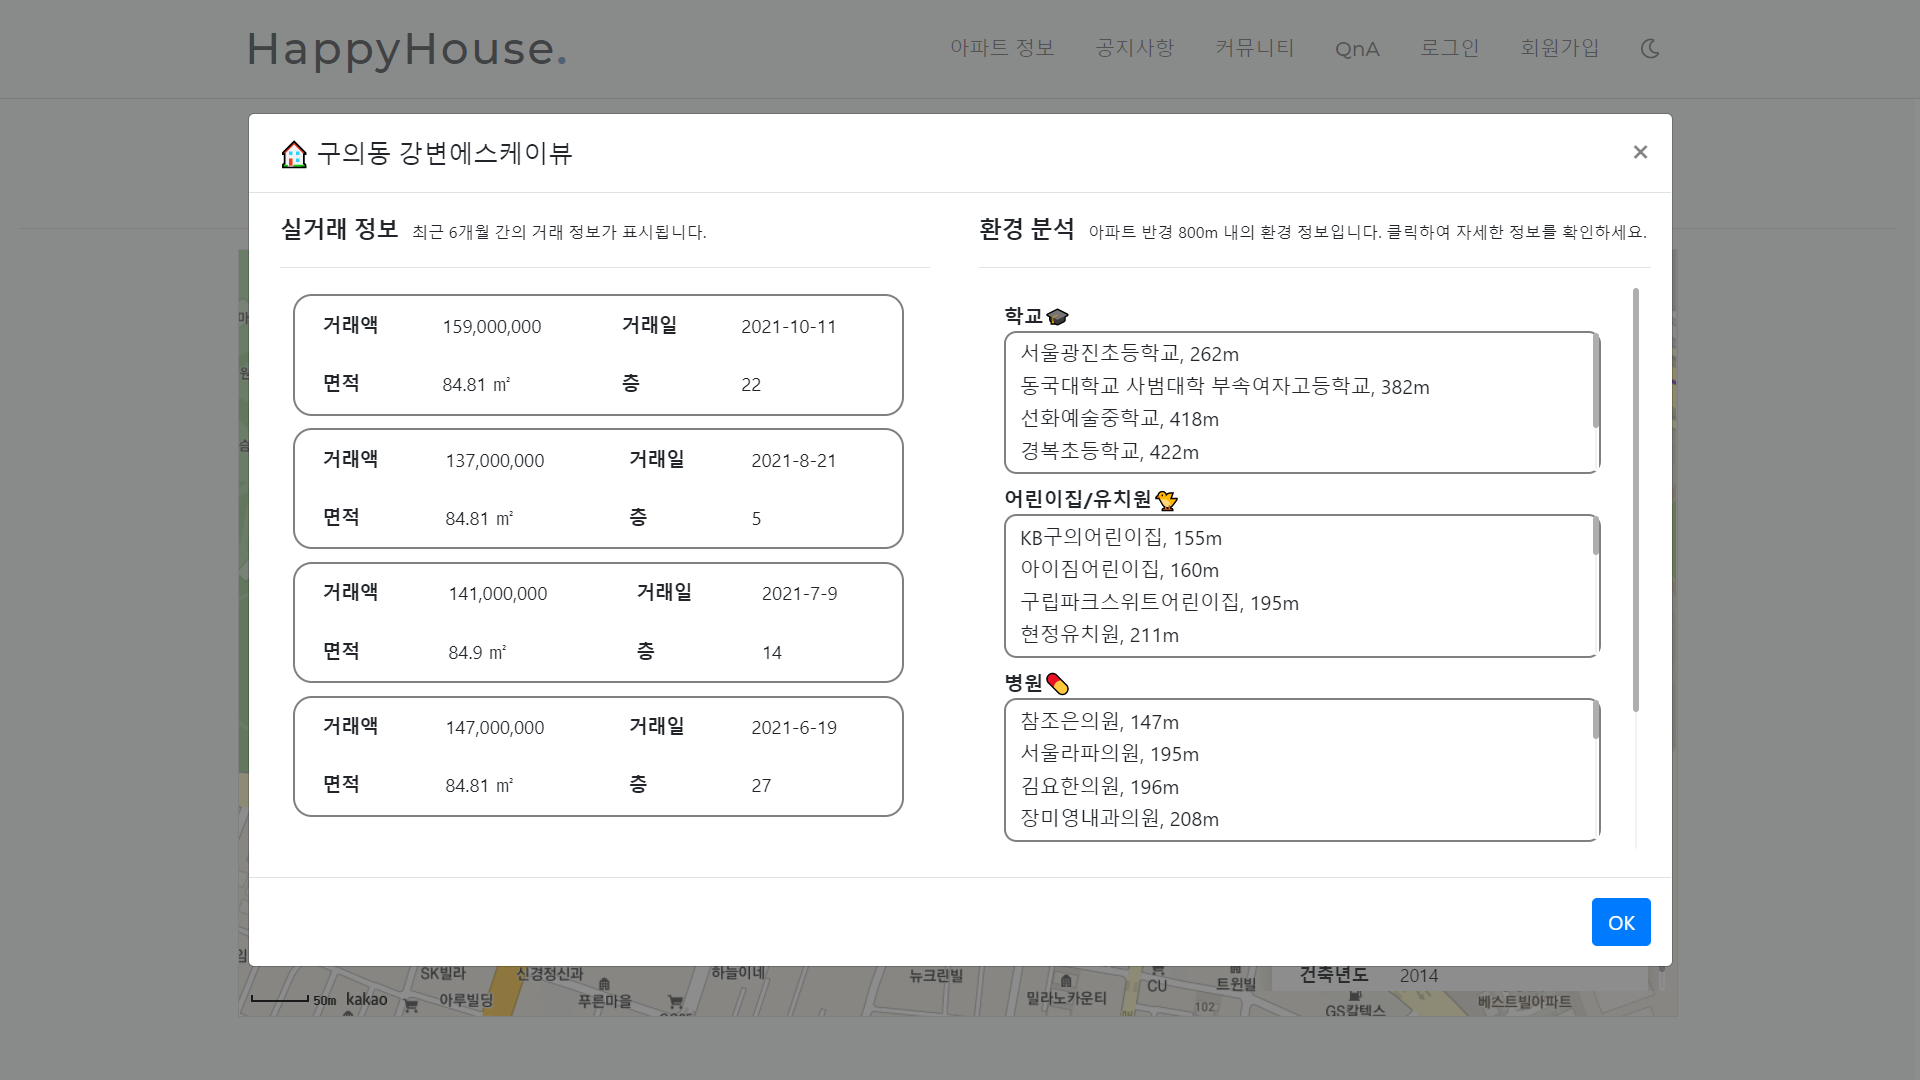 HappyHouse.
아파트 정보 공지사항 커뮤니티 QnA 로그인 회원가입
구의동 강변에스케이뷰
×
실거래 정보 최근 6개월 간의 거래 정보가 표시됩니다.
거래액 159,000,000 거래일 2021-10-11
면적 84.81 ㎡ 층 22
거래액 137,000,000 거래일 2021-8-21
면적 84.81 ㎡ 층 5
거래액 141,000,000 거래일 2021-7-9
면적 84.9 ㎡ 층 14
거래액 147,000,000 거래일 2021-6-19
면적 84.81 ㎡ 층 27
환경 분석 아파트 반경 800m 내의 환경 정보입니다. 클릭하여 자세한 정보를 확인하세요.
학교
서울광진초등학교, 262m
동국대학교 사범대학 부속여자고등학교, 382m
선화예술중학교, 418m
경복초등학교, 422m
어린이집/유치원
KB구의어린이집, 155m
아이짐어린이집, 160m
구립파크스위트어린이집, 195m
현정유치원, 211m
병원
참조은의원, 147m
서울라파의원, 195m
김요한의원, 196m
장미영내과의원, 208m
OK
SK빌라
신경정신과
하늘이네
뉴크린빌
CU
트윈빌
건축년도 2014
50m kakao
아루빌딩
푸른마을
밀라노카운티
102
GS칼텍스
베스트빌아파트